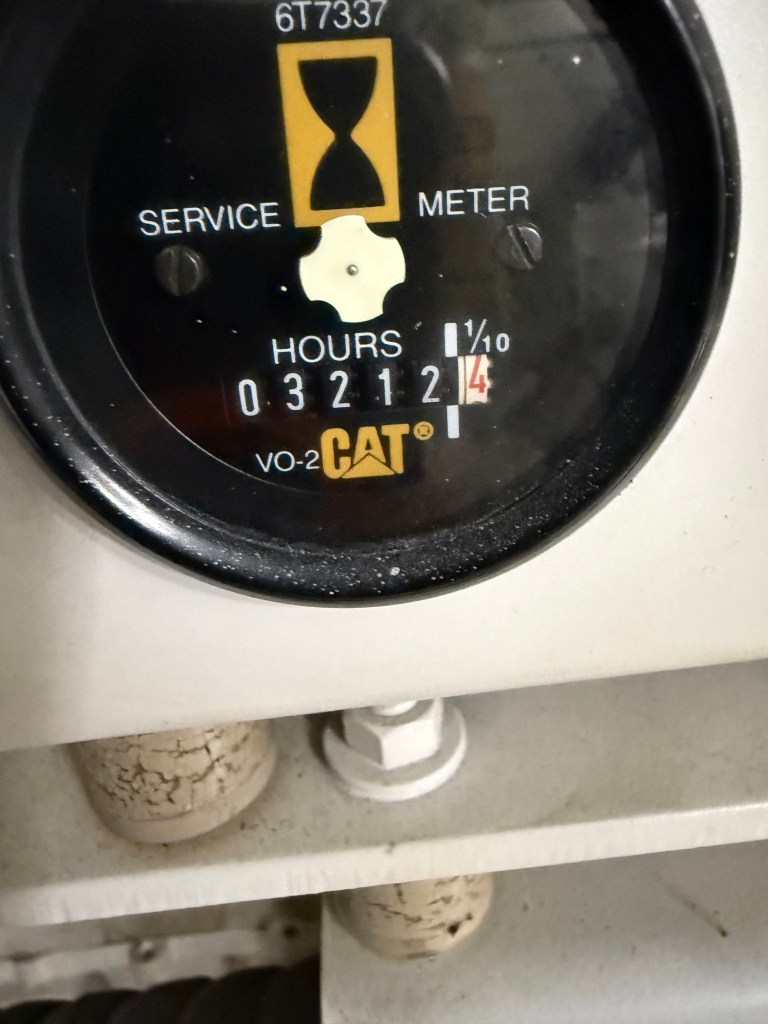 6T7337
SERVICE METER
HOURS 1/10
0 3 2 1 2 4
VO-2 CAT®